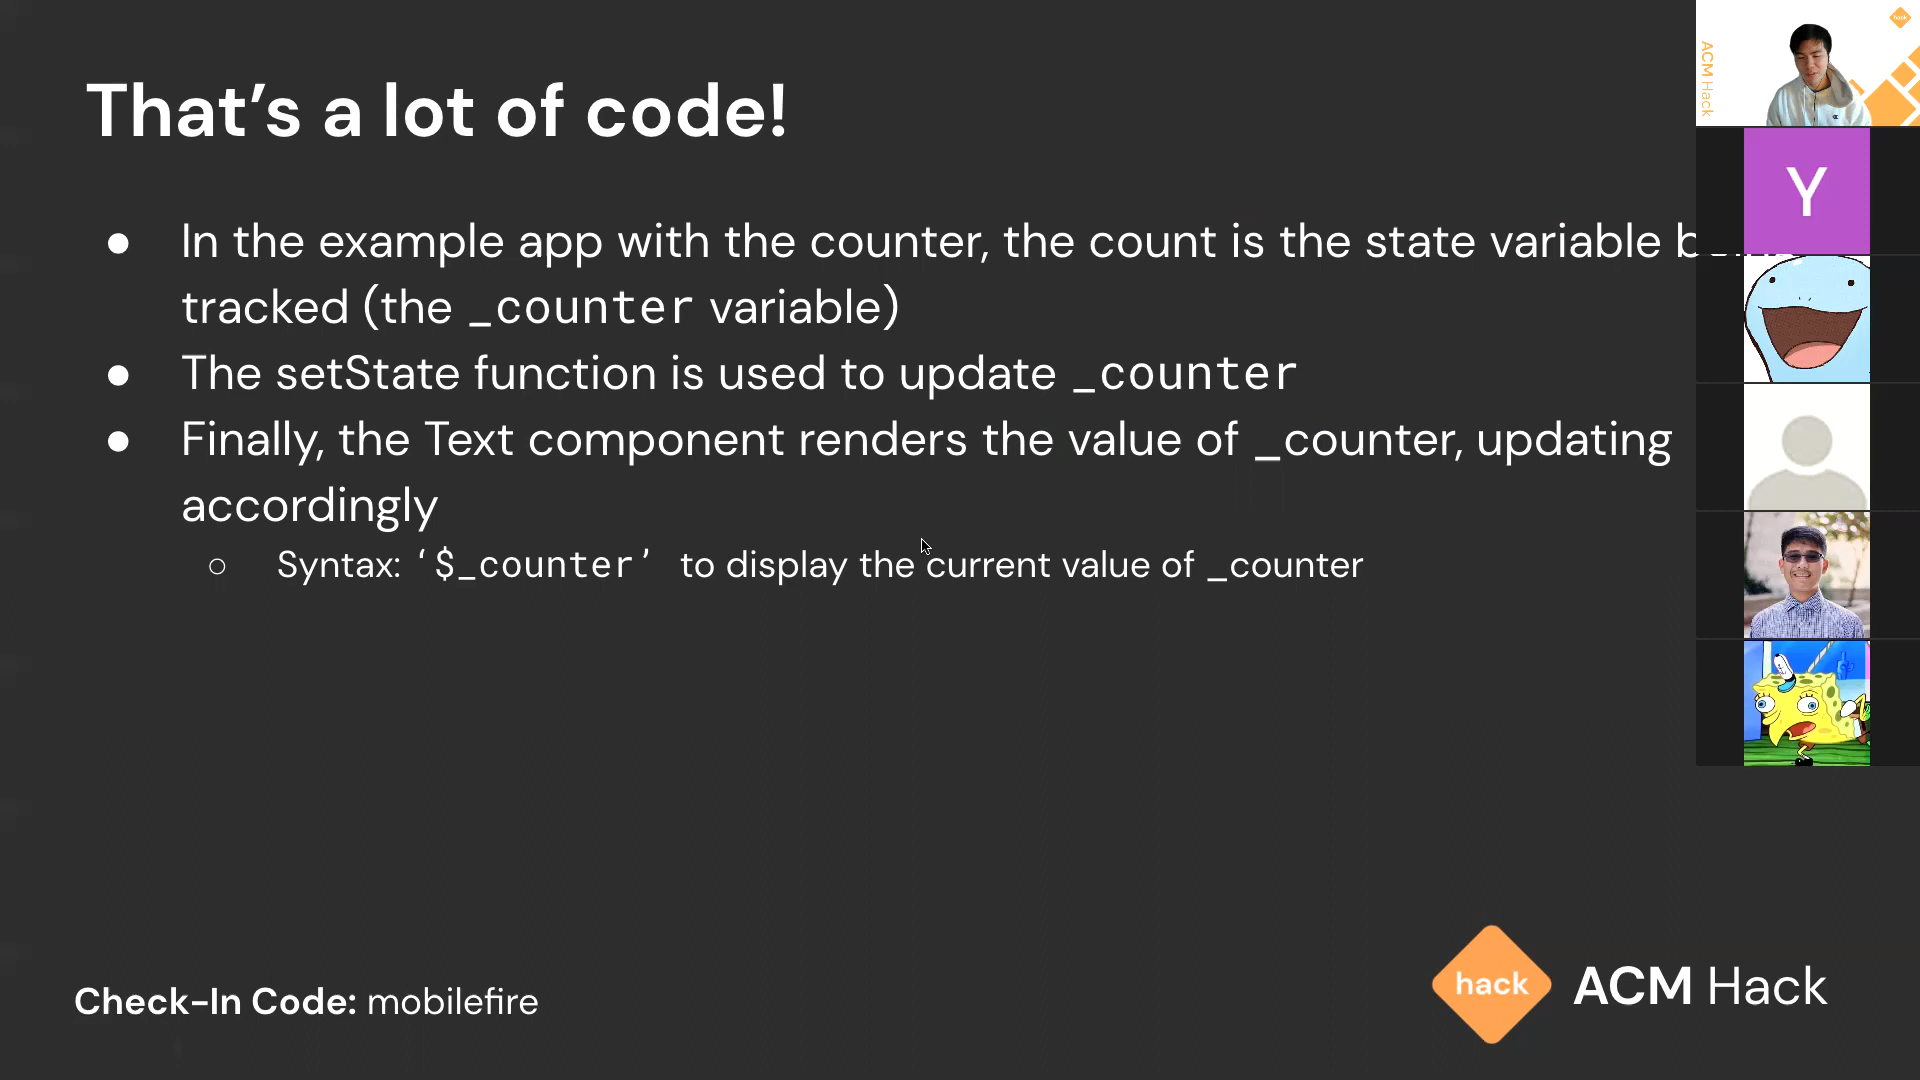 That’s a lot of code!
● In the example app with the counter, the count is the state variable
tracked (the _counter variable)
● The setState function is used to update _counter
● Finally, the Text component renders the value of _counter, updating
accordingly
○ Syntax: ‘$_counter’ to display the current value of _counter
Check-In Code: mobilefire
hack ACM Hack
ACM Hack
hack
Y